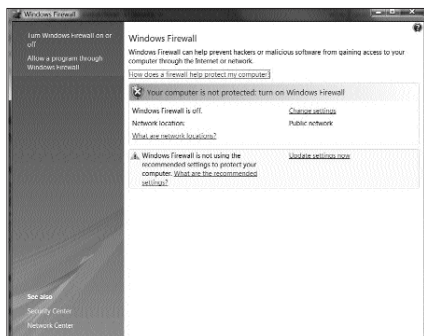 Windows Firewall
Turn Windows Firewall on or
off
Allow a program through
Windows Firewall
Windows Firewall
Windows Firewall can help prevent hackers or malicious software from gaining access to your
computer through the Internet or network.
How does a firewall help protect my computer?
Your computer is not protected: turn on Windows Firewall
Windows Firewall is off.
Change settings
Network location:
Public network
What are network locations?
Windows Firewall is not using the
recommended settings to protect your
computer. What are the recommended
settings?
Update settings now
See also
Security Center
Network Center